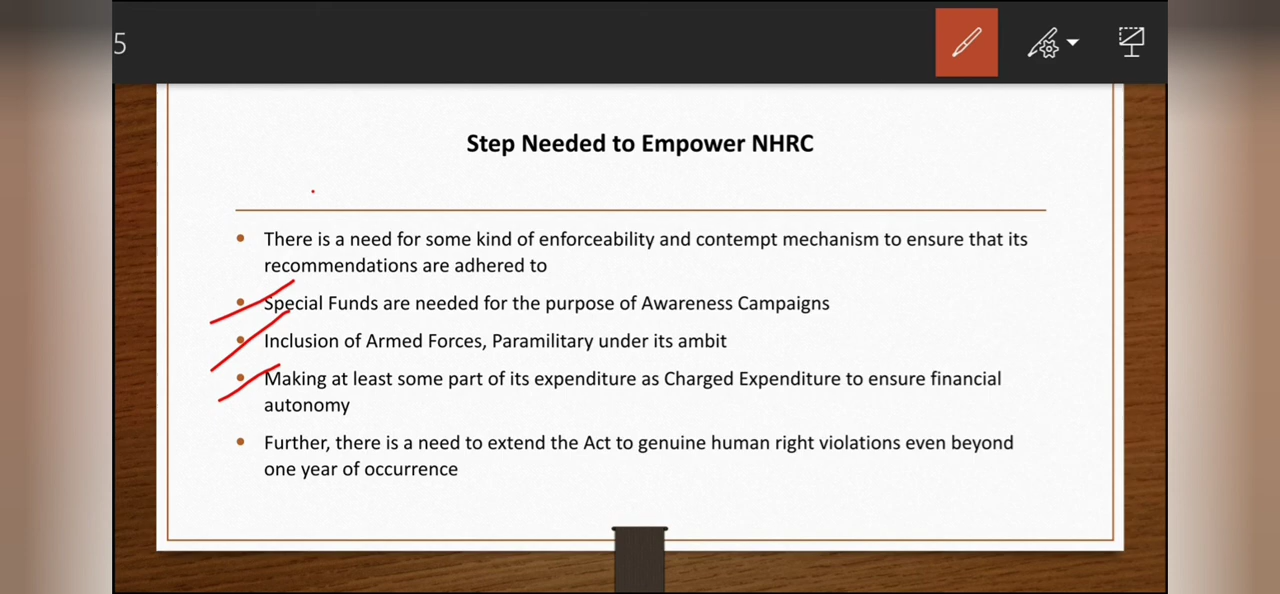 5
Step Needed to Empower NHRC
There is a need for some kind of enforceability and contempt mechanism to ensure that its
recommendations are adhered to
Special Funds are needed for the purpose of Awareness Campaigns
Inclusion of Armed Forces, Paramilitary under its ambit
Making at least some part of its expenditure as Charged Expenditure to ensure financial
autonomy
Further, there is a need to extend the Act to genuine human right violations even beyond
one year of occurrence